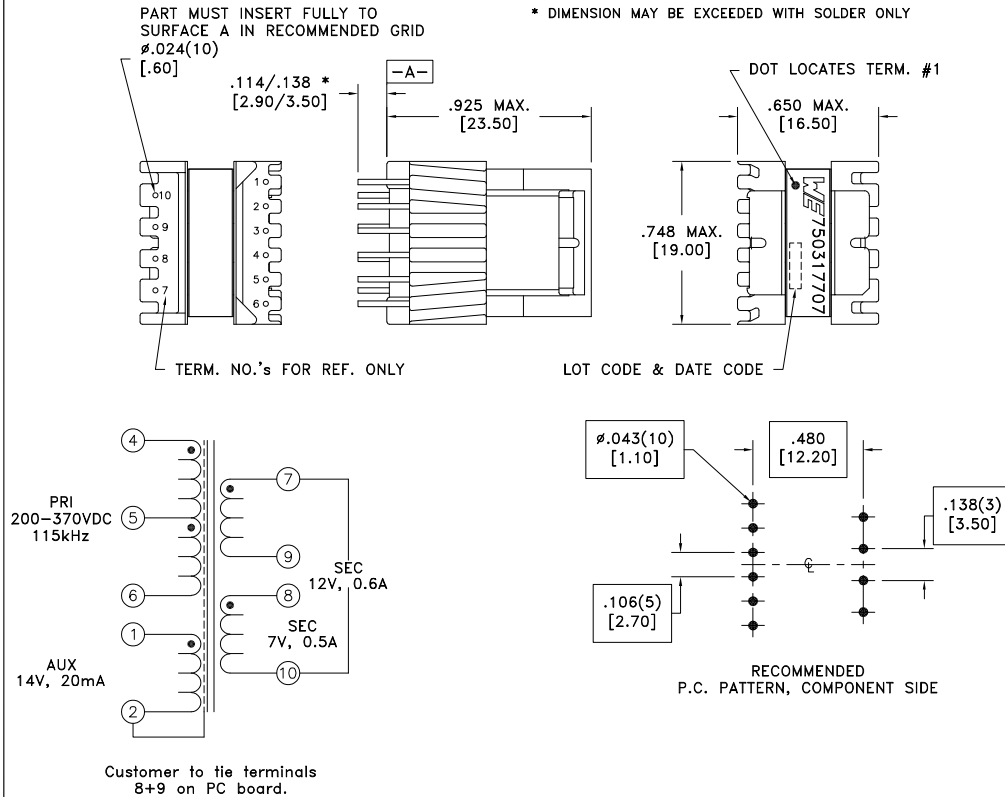 PART MUST INSERT FULLY TO
SURFACE A IN RECOMMENDED GRID
ø.024(10)
[.60]
* DIMENSION MAY BE EXCEEDED WITH SOLDER ONLY
.114/.138 *
[2.90/3.50]
-A-
.925 MAX.
[23.50]
DOT LOCATES TERM. #1
.650 MAX.
[16.50]
10
9
8
7
1
2
3
4
5
6
.748 MAX.
[19.00]
WE 750317707
TERM. NO.'s FOR REF. ONLY
LOT CODE & DATE CODE
4
PRI
200-370VDC
115kHz
5
6
1
AUX
14V, 20mA
2
7
9
SEC
12V, 0.6A
8
SEC
7V, 0.5A
10
Customer to tie terminals
8+9 on PC board.
ø.043(10)
[1.10]
.480
[12.20]
.138(3)
[3.50]
℄
.106(5)
[2.70]
RECOMMENDED
P.C. PATTERN, COMPONENT SIDE